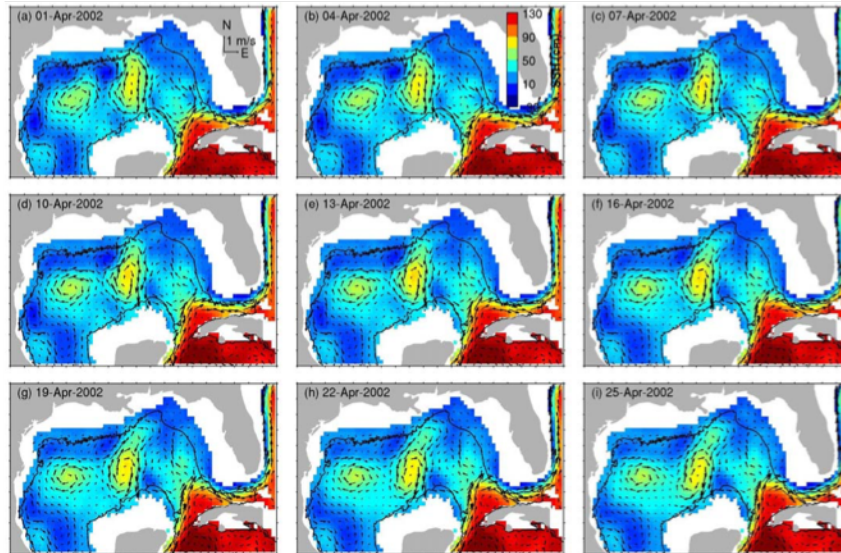 (a) 01-Apr-2002
N
1 m/s
E
(b) 04-Apr-2002
130
90
50
10
(c) 07-Apr-2002
(d) 10-Apr-2002
(e) 13-Apr-2002
(f) 16-Apr-2002
(g) 19-Apr-2002
(h) 22-Apr-2002
(i) 25-Apr-2002